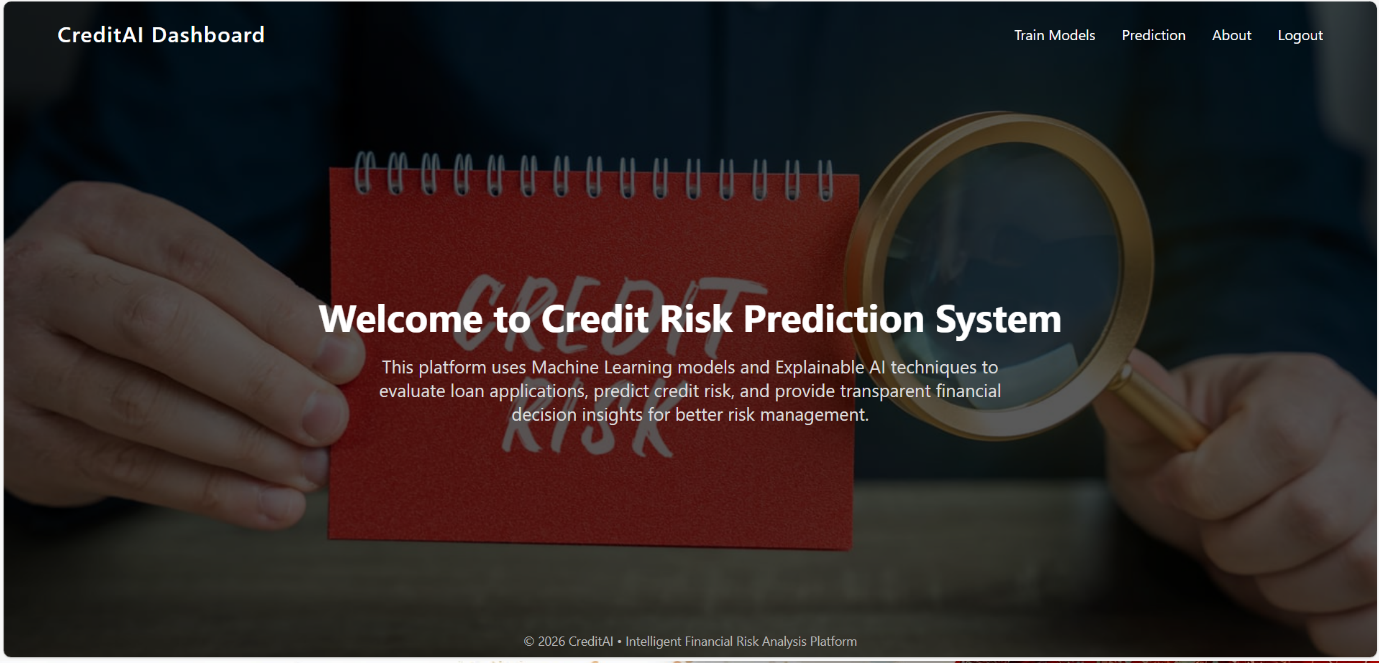 CreditAI Dashboard
Train Models Prediction About Logout
CREDIT
RISK
Welcome to Credit Risk Prediction System
This platform uses Machine Learning models and Explainable AI techniques to
evaluate loan applications, predict credit risk, and provide transparent financial
decision insights for better risk management.
© 2026 CreditAI • Intelligent Financial Risk Analysis Platform